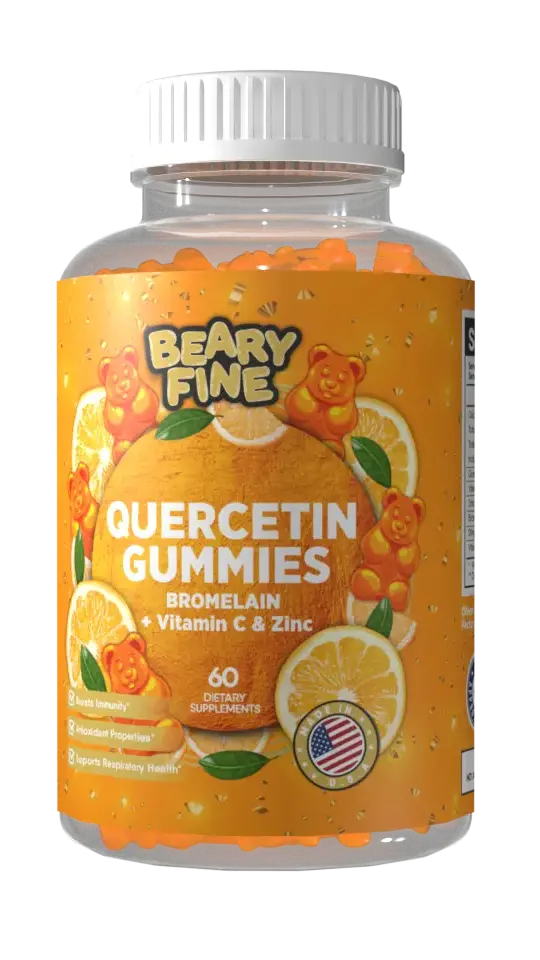 BEARY
FINE
QUERCETIN
GUMMIES
BROMELAIN
+ Vitamin C & Zinc
60
DIETARY
SUPPLEMENTS
Boosts Immunity*
Antioxidant Properties*
Supports Respiratory Health*
MADE IN
U.S.A